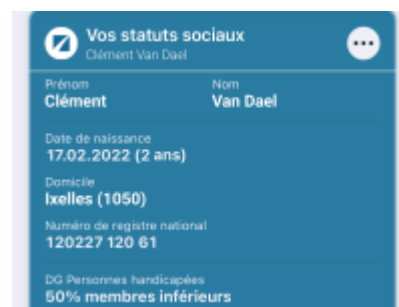 Vos statuts sociaux
Clément Van Dael
Prénom Nom
Clément Van Dael
Date de naissance
17.02.2022 (2 ans)
Domicile
Ixelles (1050)
Numéro de registre national
120227 120 61
DG Personnes handicapées
50% membres inférieurs